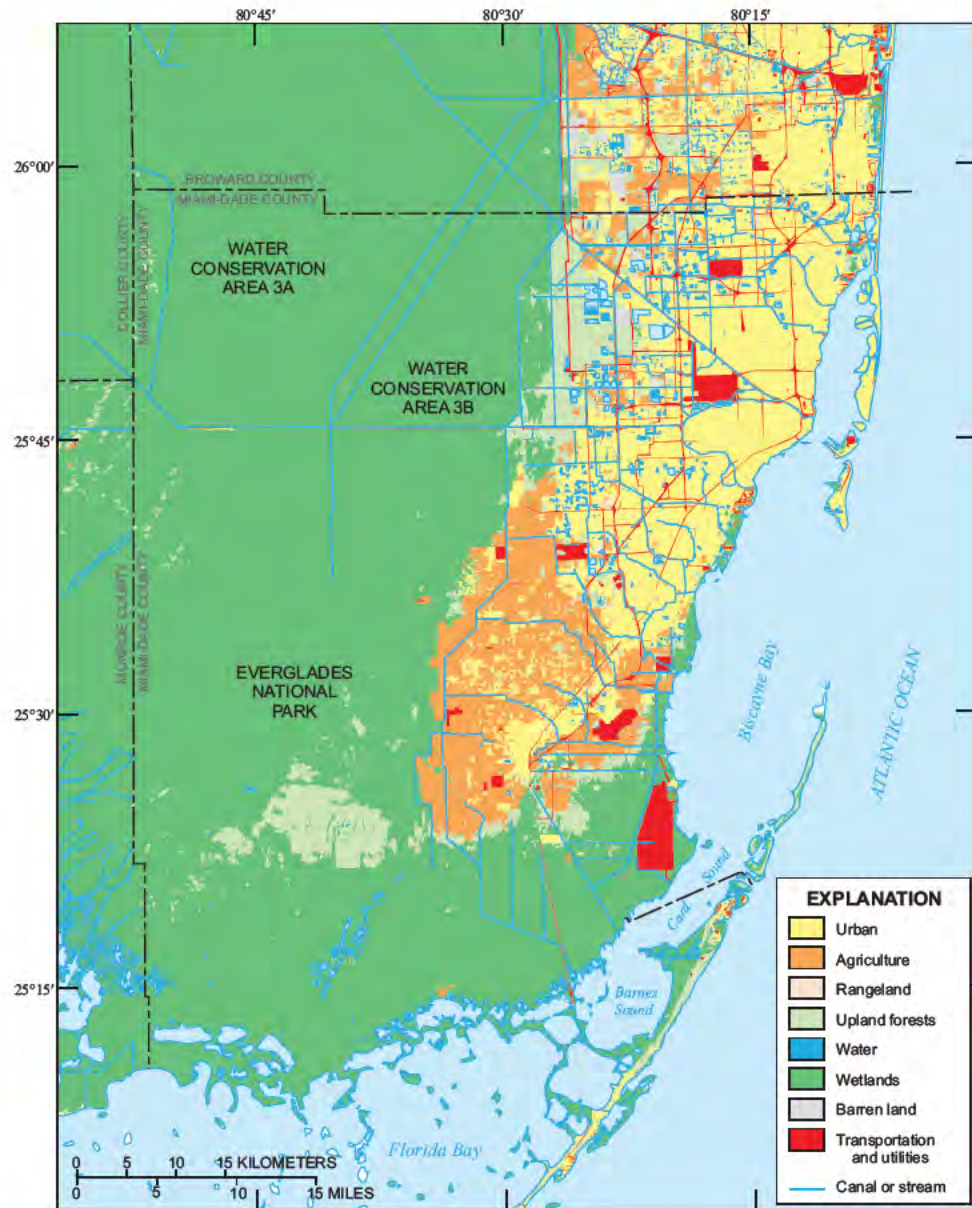 80°45' 80°30' 80°15'
26°00'
BROWARD COUNTY
MIAMI-DADE COUNTY
COLLIER COUNTY
MIAMI-DADE COUNTY
WATER
CONSERVATION
AREA 3A
WATER
CONSERVATION
AREA 3B
25°45'
MONROE COUNTY
MIAMI-DADE COUNTY
EVERGLADES
NATIONAL
PARK
25°30'
Biscayne Bay
ATLANTIC OCEAN
Card Sound
25°15'
Barnes
Sound
Florida Bay
0 5 10 15 KILOMETERS
0 5 10 15 MILES
EXPLANATION
Urban
Agriculture
Rangeland
Upland forests
Water
Wetlands
Barren land
Transportation
and utilities
Canal or stream